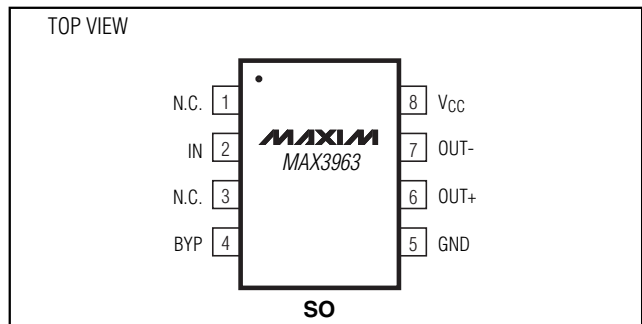 TOP VIEW
N.C. 1
8 VCC
IN 2
MAXIM
7 OUT-
MAX3963
N.C. 3
6 OUT+
BYP 4
5 GND
SO